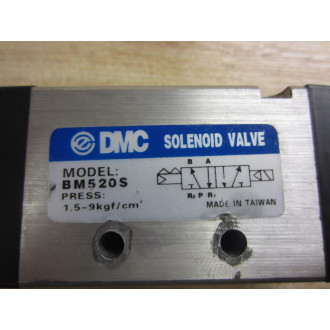 DMC SOLENOID VALVE
MODEL:
BM520S
B A
PRESS:
R₂ P R₁
1.5-9kgf/cm²
MADE IN TAIWAN